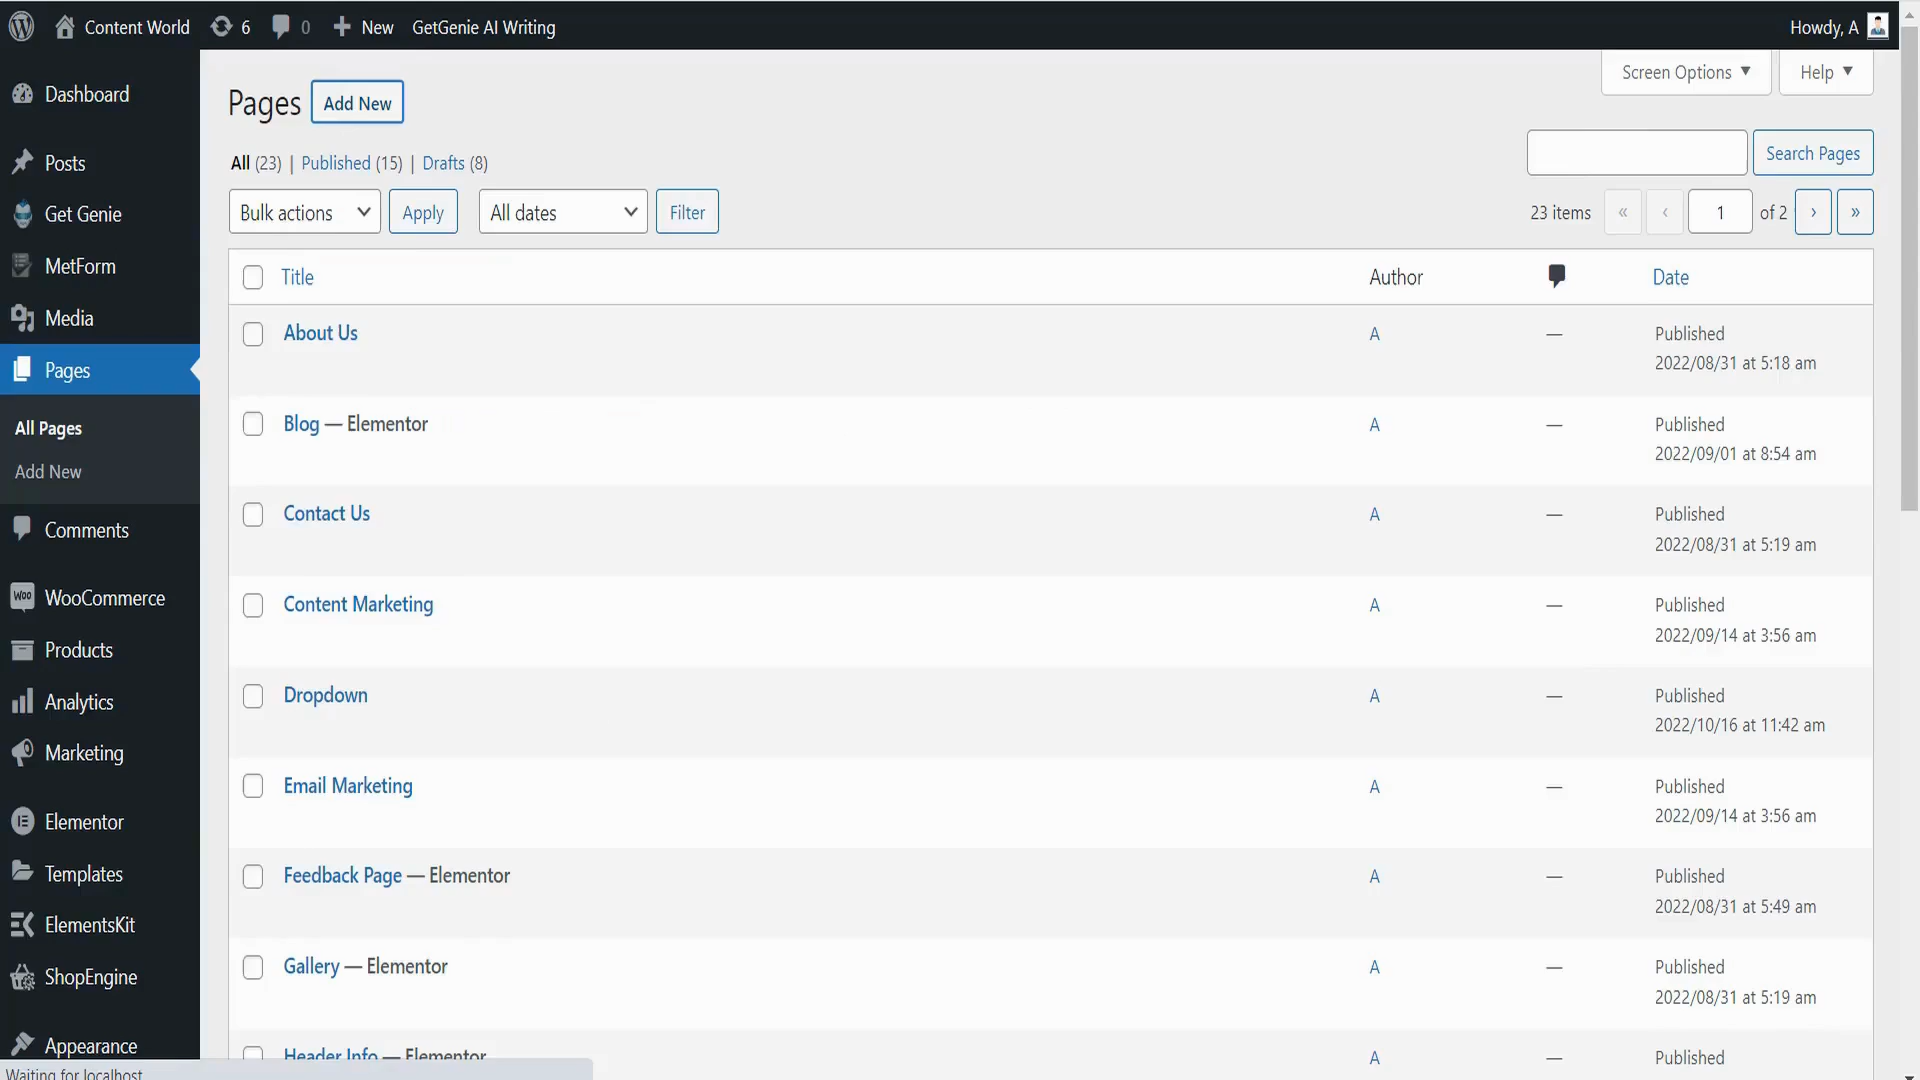 Content World 6 0 New GetGenie AI Writing Howdy, A
Dashboard
Posts
Get Genie
MetForm
Media
Pages
All Pages
Add New
Comments
WooCommerce
Products
Analytics
Marketing
Elementor
Templates
ElementsKit
ShopEngine
Appearance
Waiting for localhost
Screen Options Help
Pages Add New
All (23) | Published (15) | Drafts (8)
Search Pages
Bulk actions Apply All dates Filter
23 items « ‹ 1 of 2 › »
Title Author Date
About Us A — Published
2022/08/31 at 5:18 am
Blog — Elementor A — Published
2022/09/01 at 8:54 am
Contact Us A — Published
2022/08/31 at 5:19 am
Content Marketing A — Published
2022/09/14 at 3:56 am
Dropdown A — Published
2022/10/16 at 11:42 am
Email Marketing A — Published
2022/09/14 at 3:56 am
Feedback Page — Elementor A — Published
2022/08/31 at 5:49 am
Gallery — Elementor A — Published
2022/08/31 at 5:19 am
Header Info — Elementor A — Published